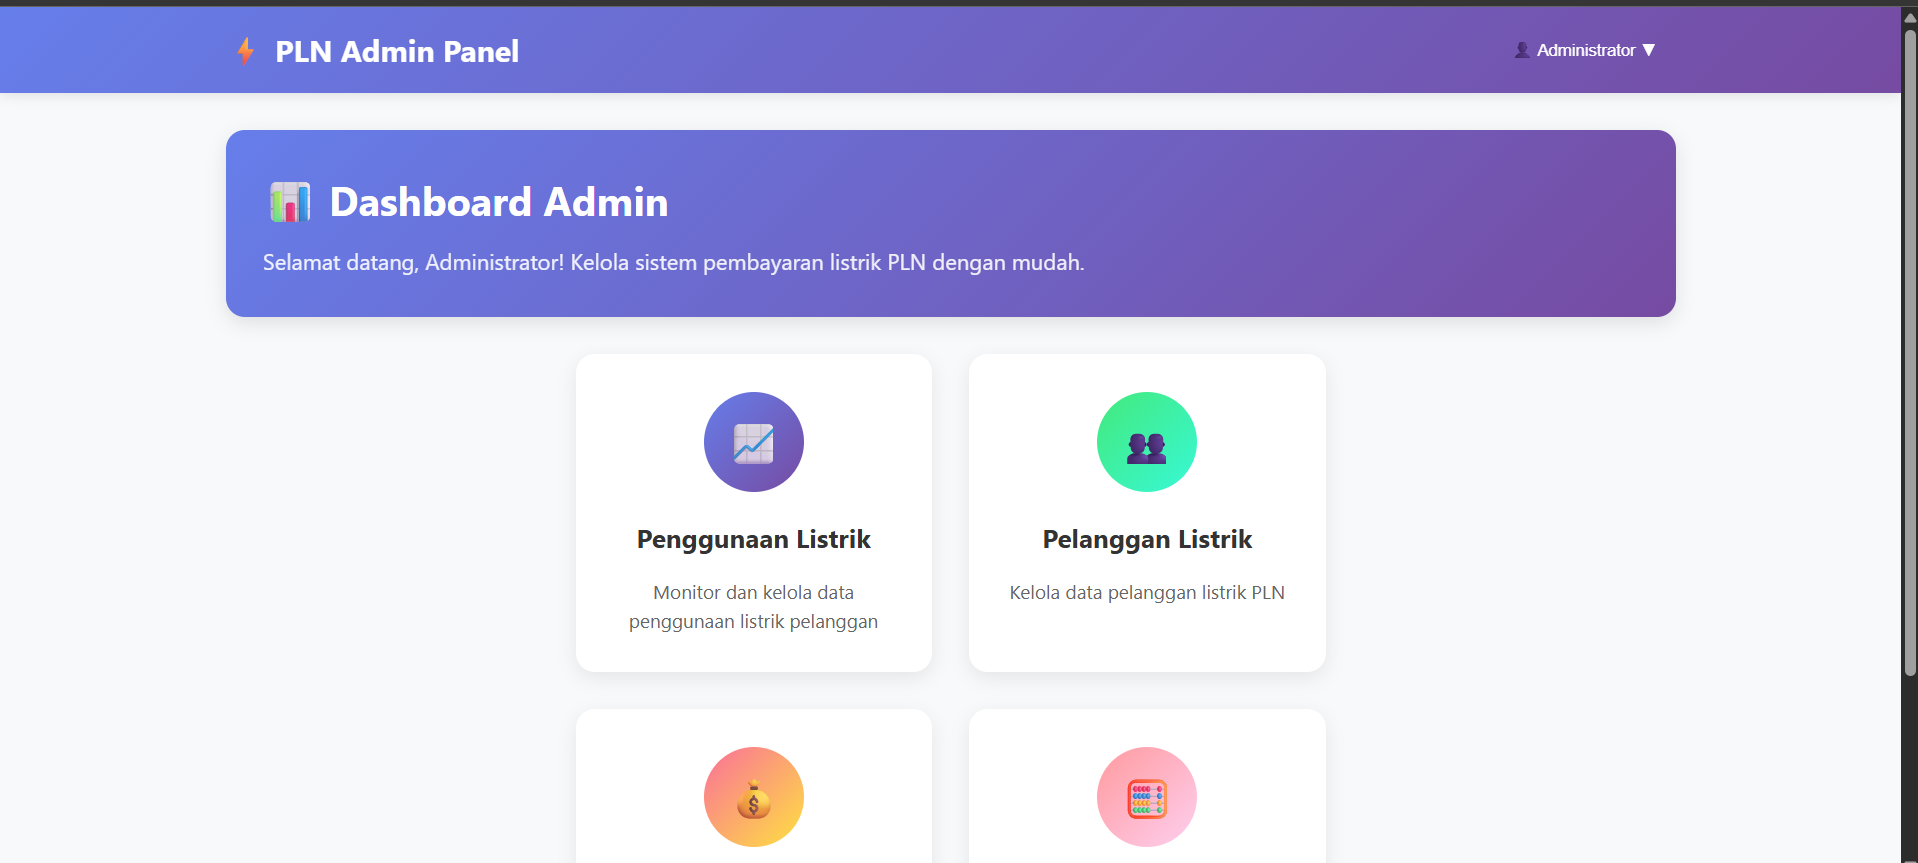 PLN Admin Panel
Administrator ▼
Dashboard Admin
Selamat datang, Administrator! Kelola sistem pembayaran listrik PLN dengan mudah.
Penggunaan Listrik
Monitor dan kelola data
penggunaan listrik pelanggan
Pelanggan Listrik
Kelola data pelanggan listrik PLN